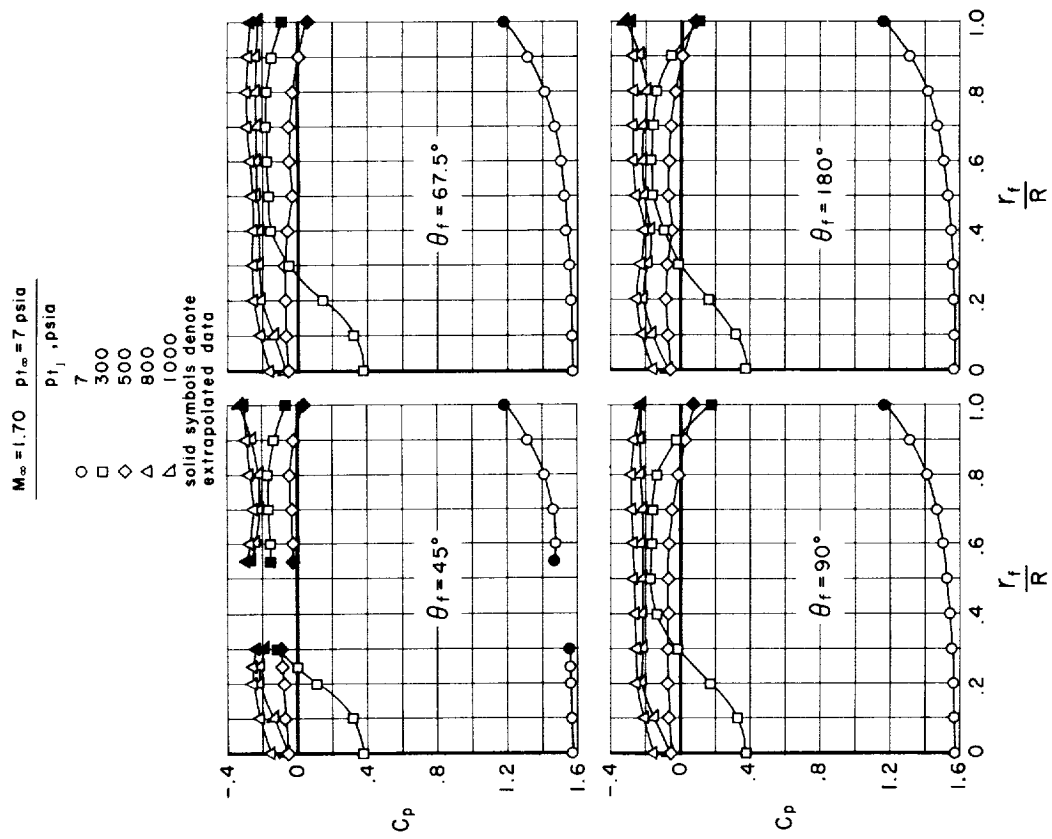 M∞=1.70 pt∞=7 psia
ptj, psia
7
300
500
800
1000
solid symbols denote
extrapolated data
-.4
0
.4
.8
1.2
1.6
Cp
θf=45°
θf=67.5°
-.4
0
.4
.8
1.2
1.6
Cp
θf=90°
θf=180°
0 .2 .4 .6 .8 1.0
rf/R
0 .2 .4 .6 .8 1.0
rf/R